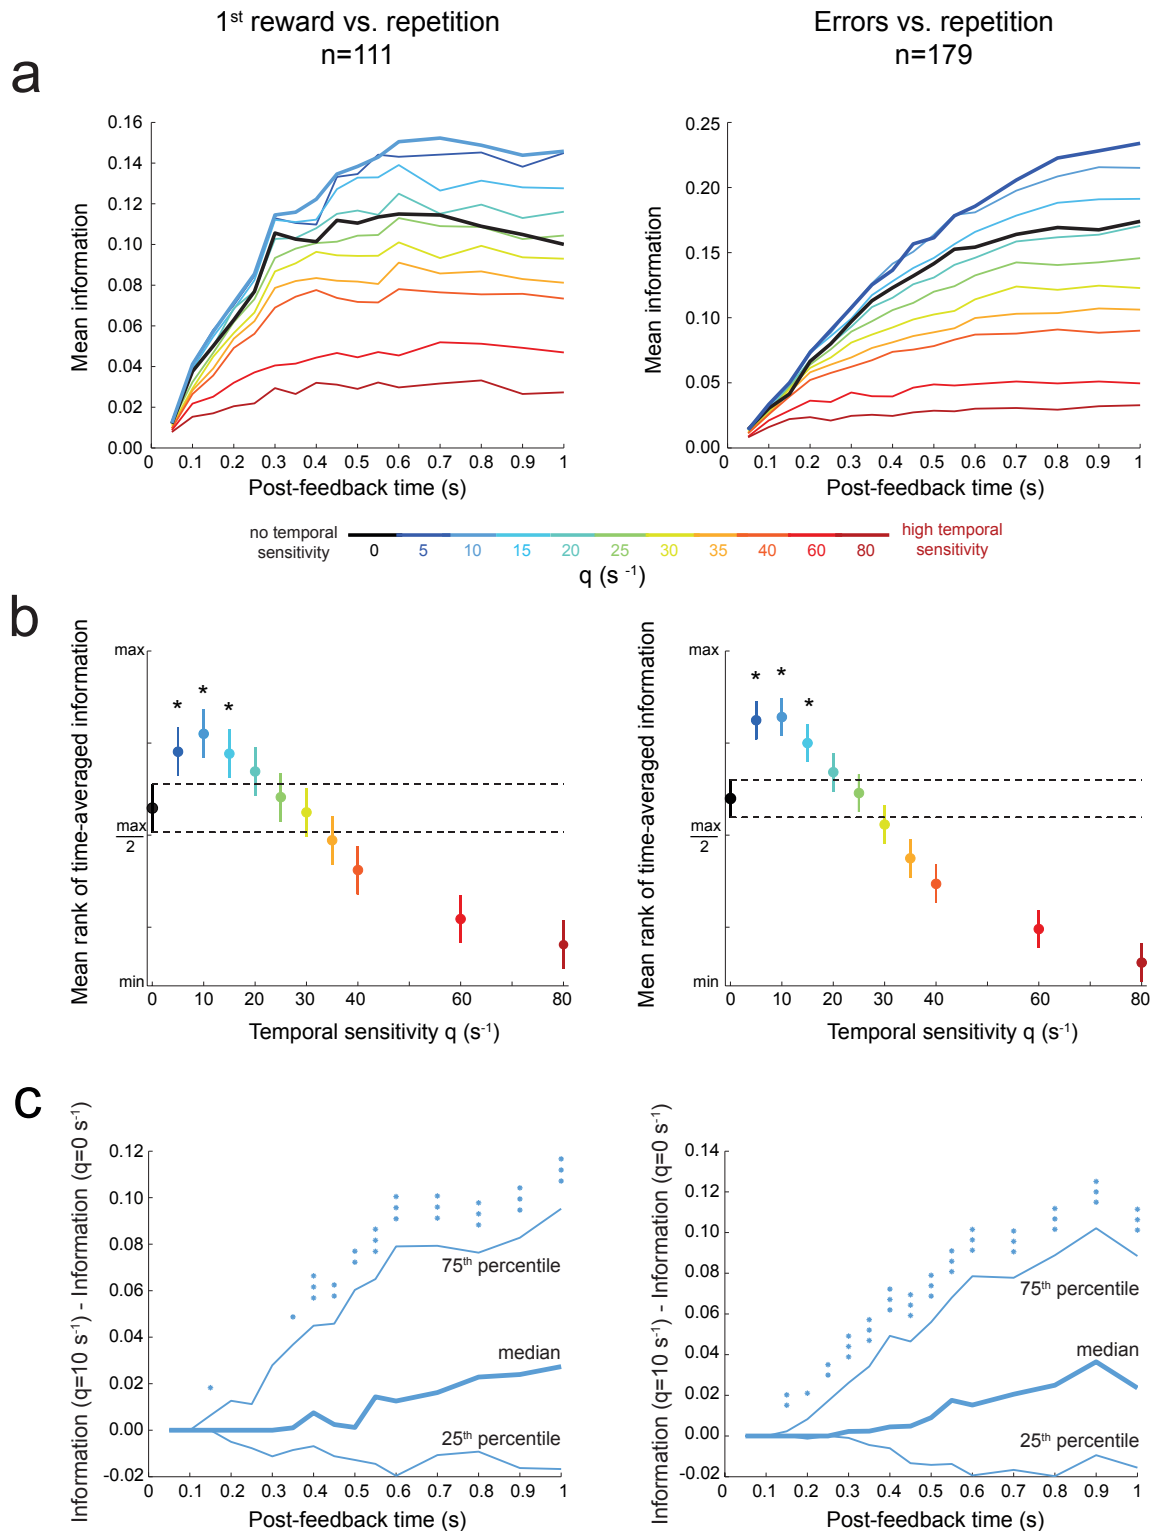 1st reward vs. repetition
n=111
Errors vs. repetition
n=179
a
Mean information
0.16
0.14
0.12
0.10
0.08
0.06
0.04
0.02
0.00
0 0.1 0.2 0.3 0.4 0.5 0.6 0.7 0.8 0.9 1
Post-feedback time (s)
Mean information
0.25
0.20
0.15
0.10
0.05
0.00
0 0.1 0.2 0.3 0.4 0.5 0.6 0.7 0.8 0.9 1
Post-feedback time (s)
no temporal
sensitivity
0 5 10 15 20 25 30 35 40 60 80
high temporal
sensitivity
q (s -1)
b
Mean rank of time-averaged information
max
* * *
max
2
min
0 10 20 30 40 60 80
Temporal sensitivity q (s-1)
Mean rank of time-averaged information
max
* * *
max
2
min
0 10 20 30 40 60 80
Temporal sensitivity q (s-1)
c
Information (q=10 s-1) - Information (q=0 s-1)
0.12
0.10
0.08
0.06
0.04
0.02
0.00
-0.02
75th percentile
median
25th percentile
0 0.1 0.2 0.3 0.4 0.5 0.6 0.7 0.8 0.9 1
Post-feedback time (s)
Information (q=10 s-1) - Information (q=0 s-1)
0.14
0.12
0.10
0.08
0.06
0.04
0.02
0.00
-0.02
75th percentile
median
25th percentile
0 0.1 0.2 0.3 0.4 0.5 0.6 0.7 0.8 0.9 1
Post-feedback time (s)